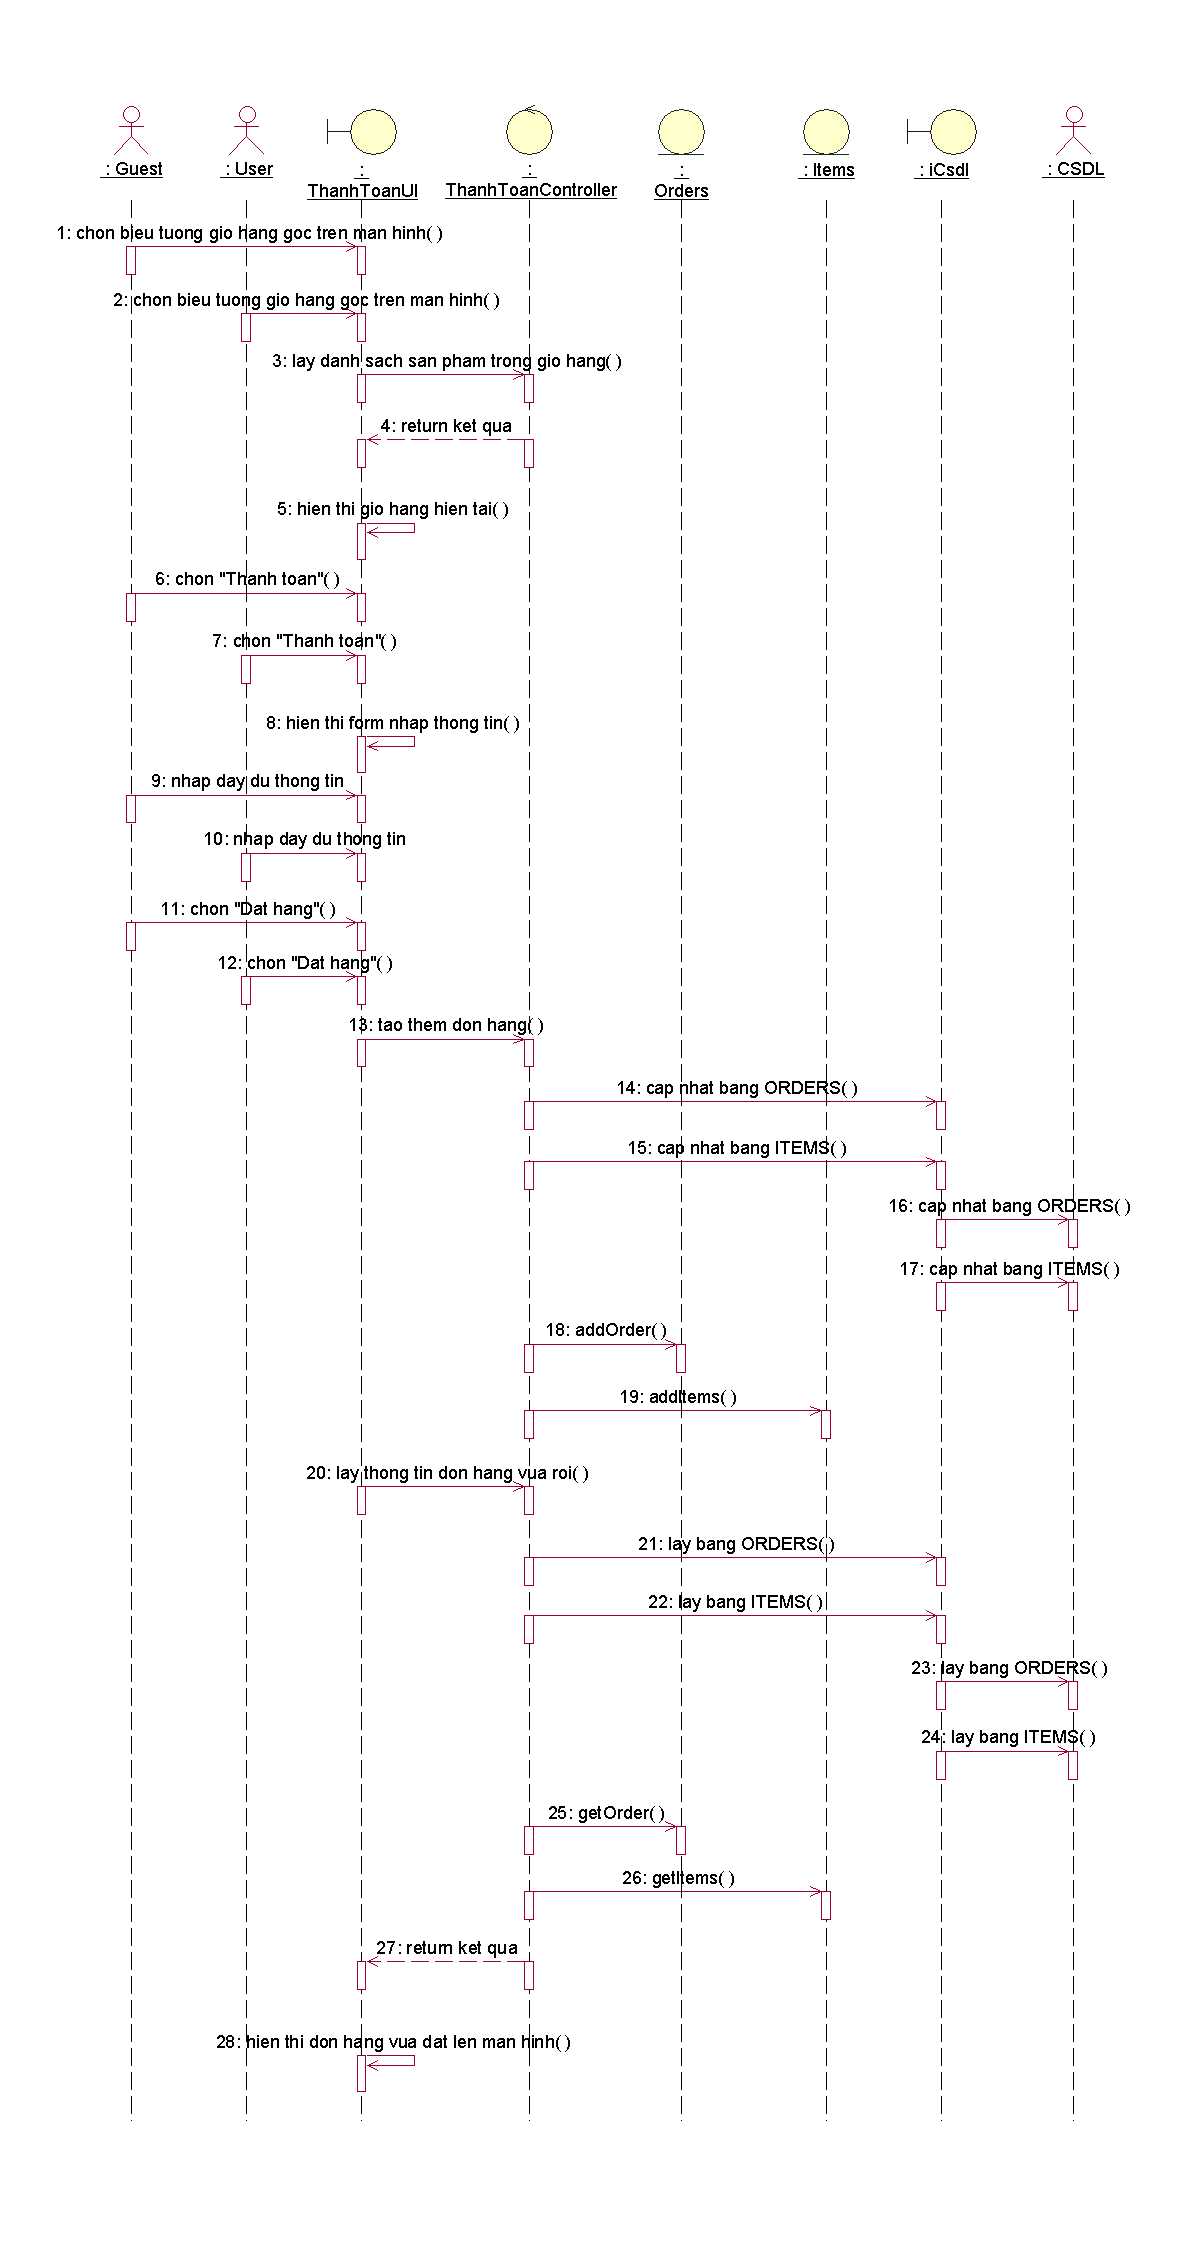 : Guest
: User
:
ThanhToanUI
:
ThanhToanController
:
Orders
: Items
: iCsdl
: CSDL
1: chon bieu tuong gio hang goc tren man hinh( )
2: chon bieu tuong gio hang goc tren man hinh( )
3: lay danh sach san pham trong gio hang( )
4: return ket qua
5: hien thi gio hang hien tai( )
6: chon "Thanh toan"( )
7: chon "Thanh toan"( )
8: hien thi form nhap thong tin( )
9: nhap day du thong tin
10: nhap day du thong tin
11: chon "Dat hang"( )
12: chon "Dat hang"( )
13: tao them don hang( )
14: cap nhat bang ORDERS( )
15: cap nhat bang ITEMS( )
16: cap nhat bang ORDERS( )
17: cap nhat bang ITEMS( )
18: addOrder( )
19: addItems( )
20: lay thong tin don hang vua roi( )
21: lay bang ORDERS( )
22: lay bang ITEMS( )
23: lay bang ORDERS( )
24: lay bang ITEMS( )
25: getOrder( )
26: getItems( )
27: return ket qua
28: hien thi don hang vua dat len man hinh( )